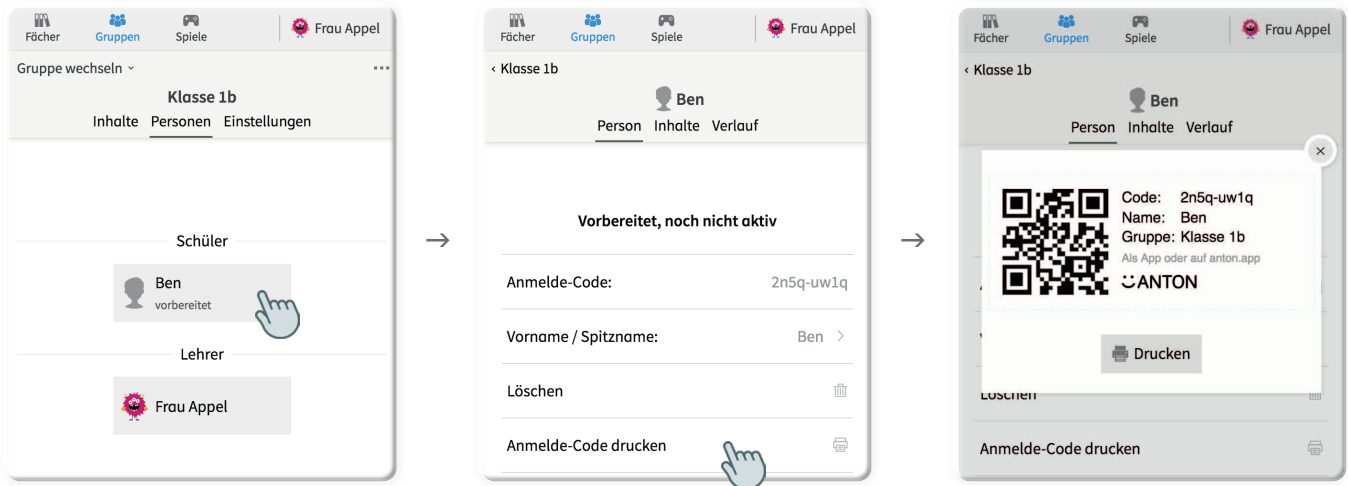 Fächer Gruppen Spiele Frau Appel
Gruppe wechseln
Klasse 1b
Inhalte Personen Einstellungen
Schüler
Ben
vorbereitet
Lehrer
Frau Appel
→
Fächer Gruppen Spiele Frau Appel
‹ Klasse 1b
Ben
Person Inhalte Verlauf
Vorbereitet, noch nicht aktiv
Anmelde-Code: 2n5q-uw1q
Vorname / Spitzname: Ben
Löschen
Anmelde-Code drucken
→
Fächer Gruppen Spiele Frau Appel
‹ Klasse 1b
Ben
Person Inhalte Verlauf
Code: 2n5q-uw1q
Name: Ben
Gruppe: Klasse 1b
Als App oder auf anton.app
ANTON
Drucken
Löschen
Anmelde-Code drucken